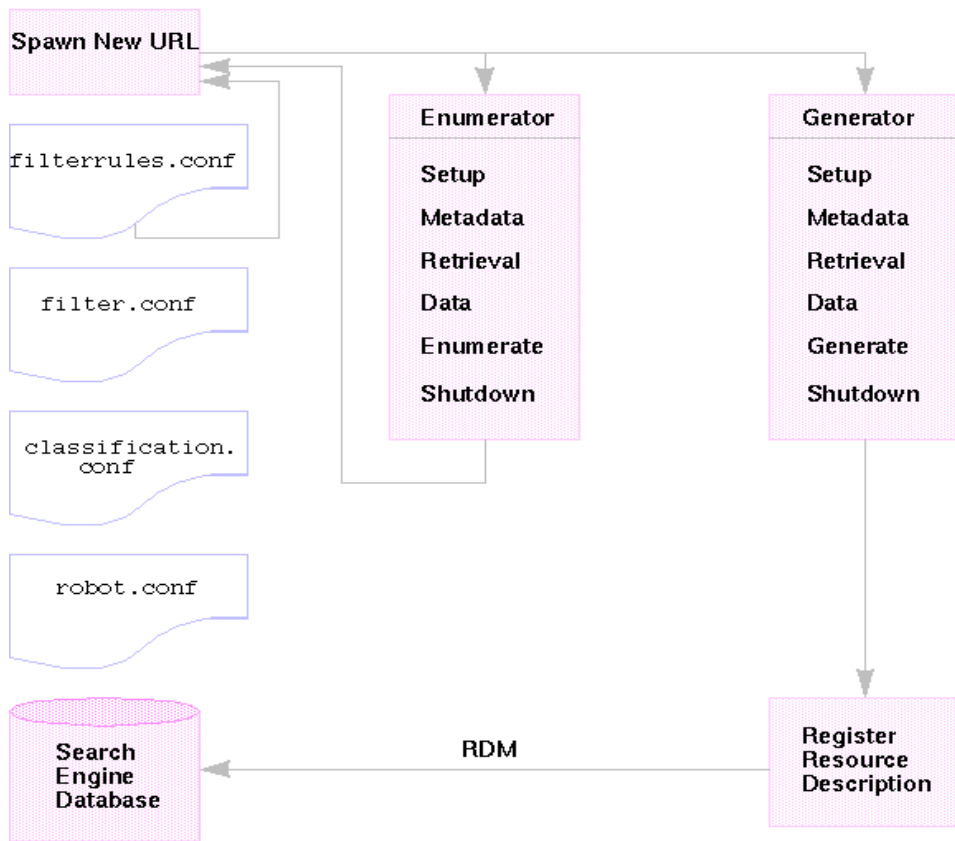 Spawn New URL
filterrules.conf
filter.conf
classification.
conf
robot.conf
Search
Engine
Database
Enumerator
Setup
Metadata
Retrieval
Data
Enumerate
Shutdown
Generator
Setup
Metadata
Retrieval
Data
Generate
Shutdown
RDM
Register
Resource
Description